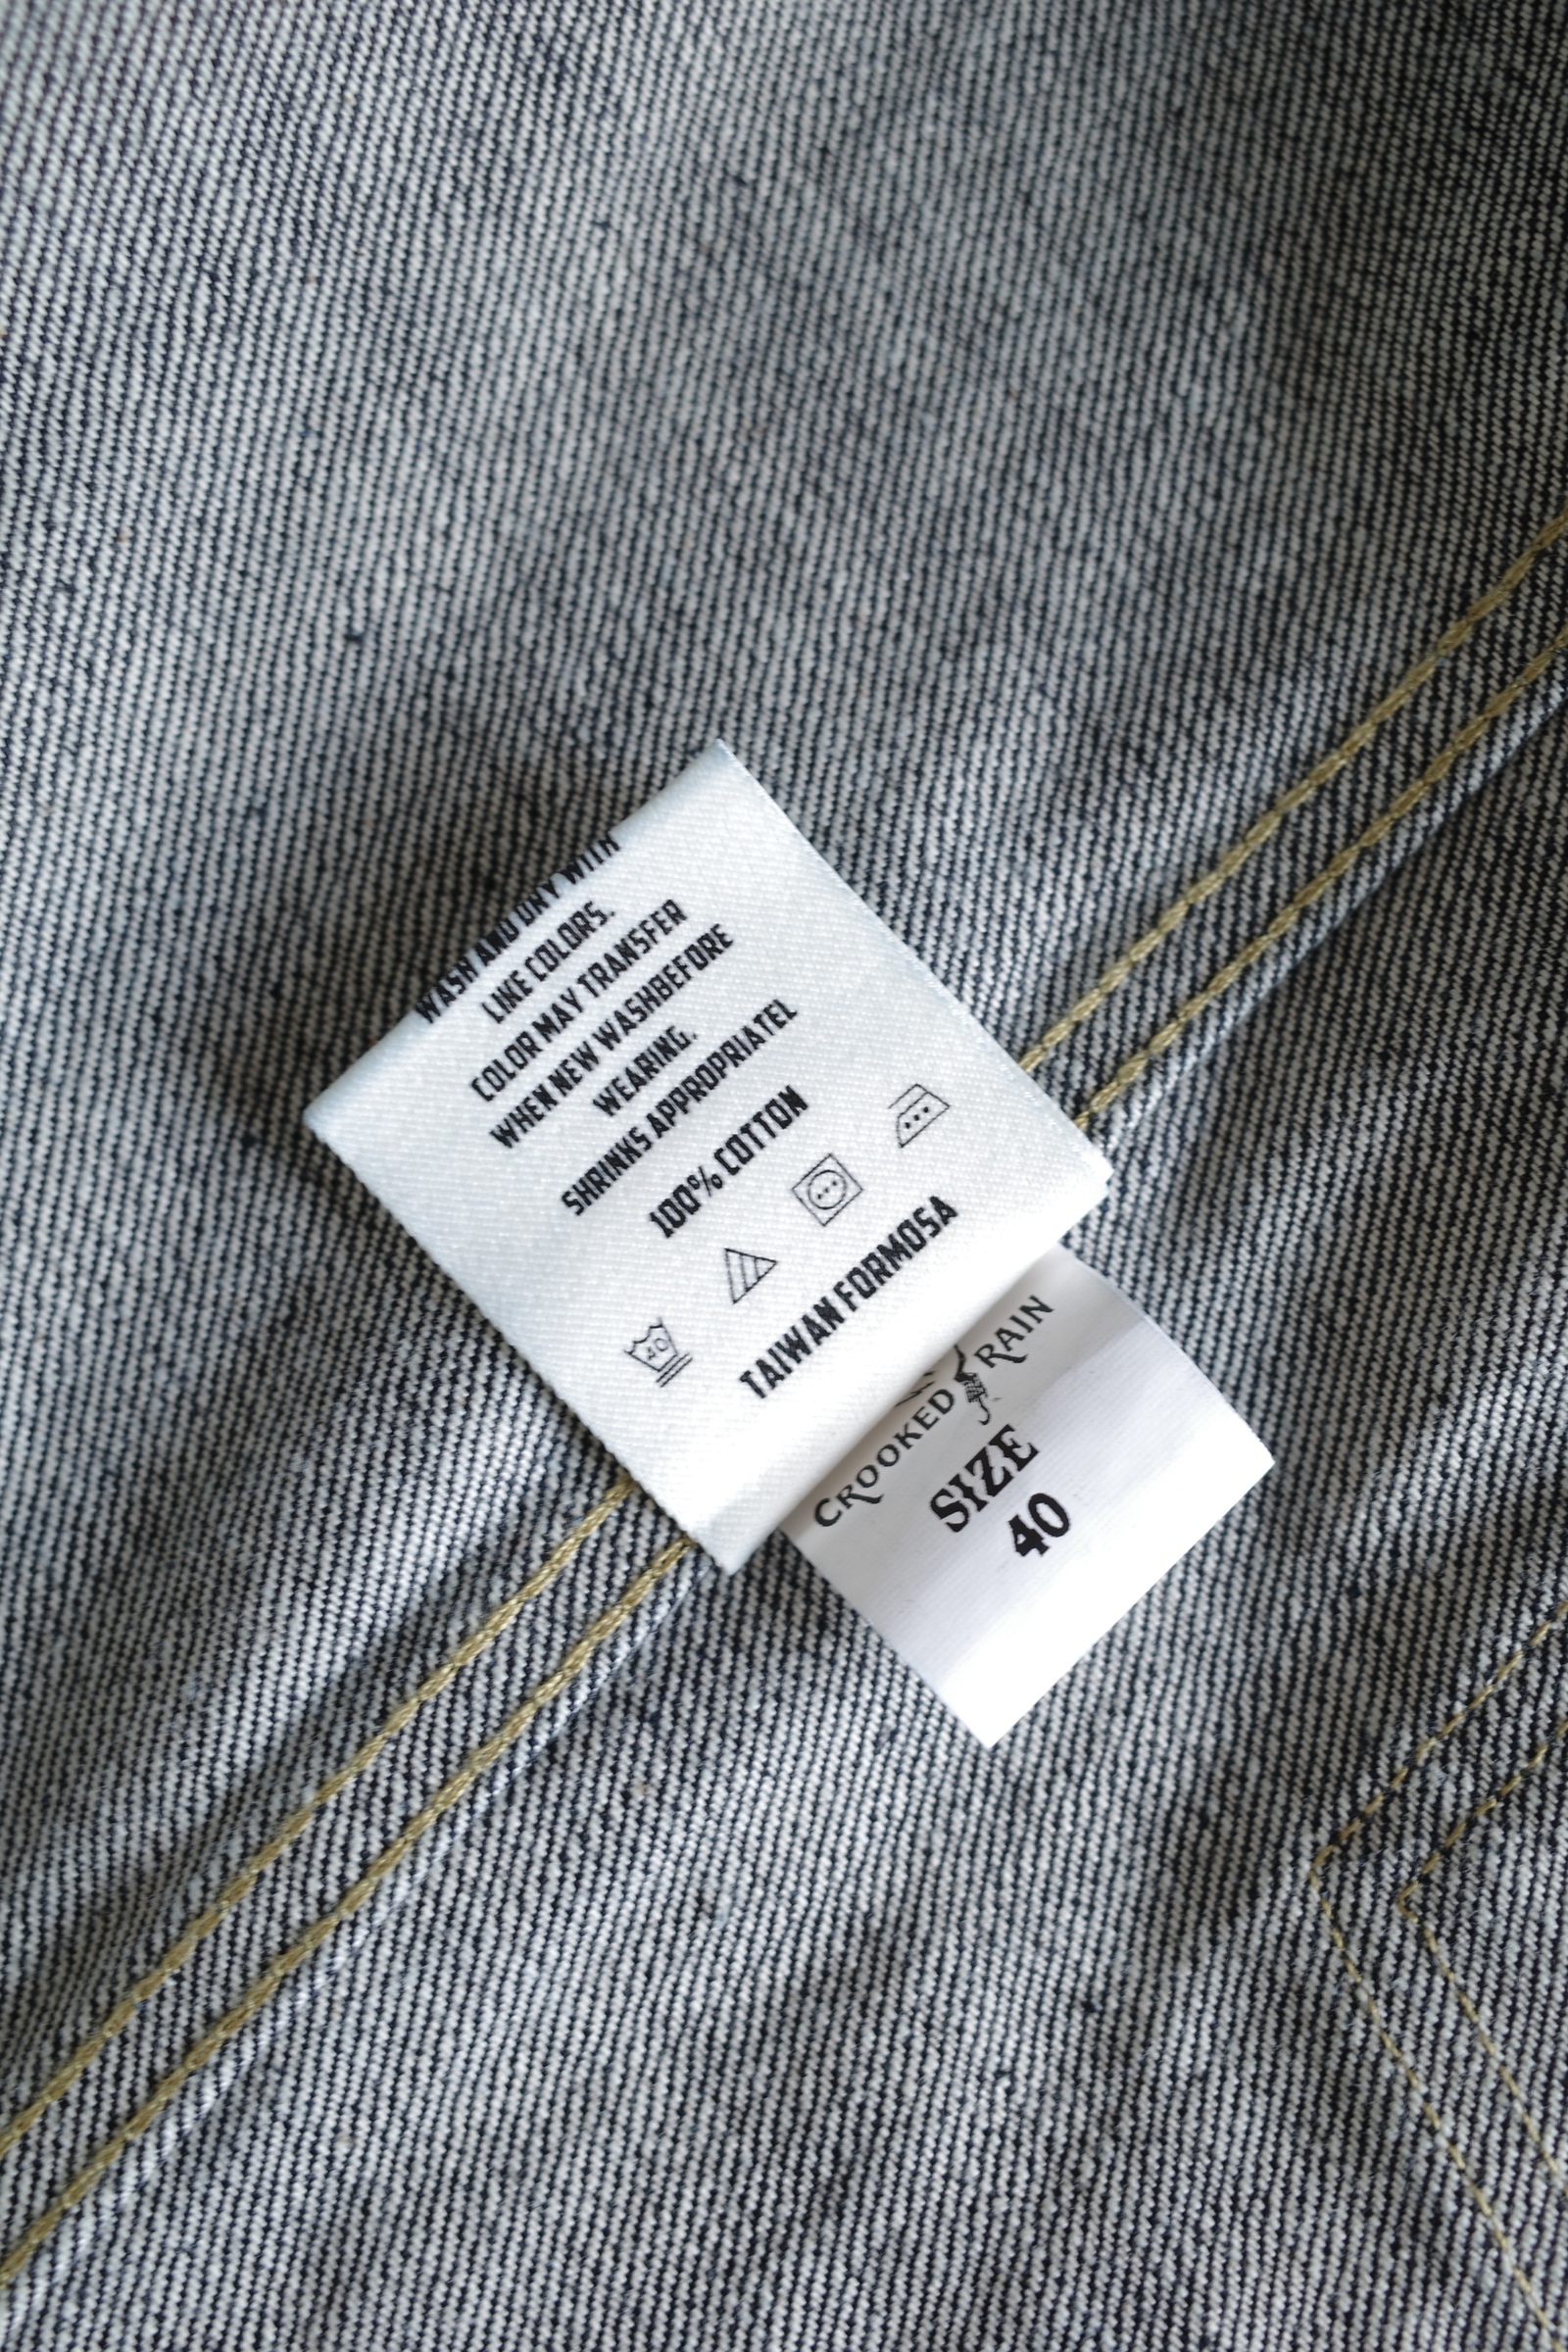 WASH AND DRY WITH
LIKE COLORS.
COLOR MAY TRANSFER
WHEN NEW WASHBEFORE
WEARING.
SHRINKS APPROPRIATEL
100% COTTON
40
TAIWAN FORMOSA
CROOKED RAIN
SIZE
40